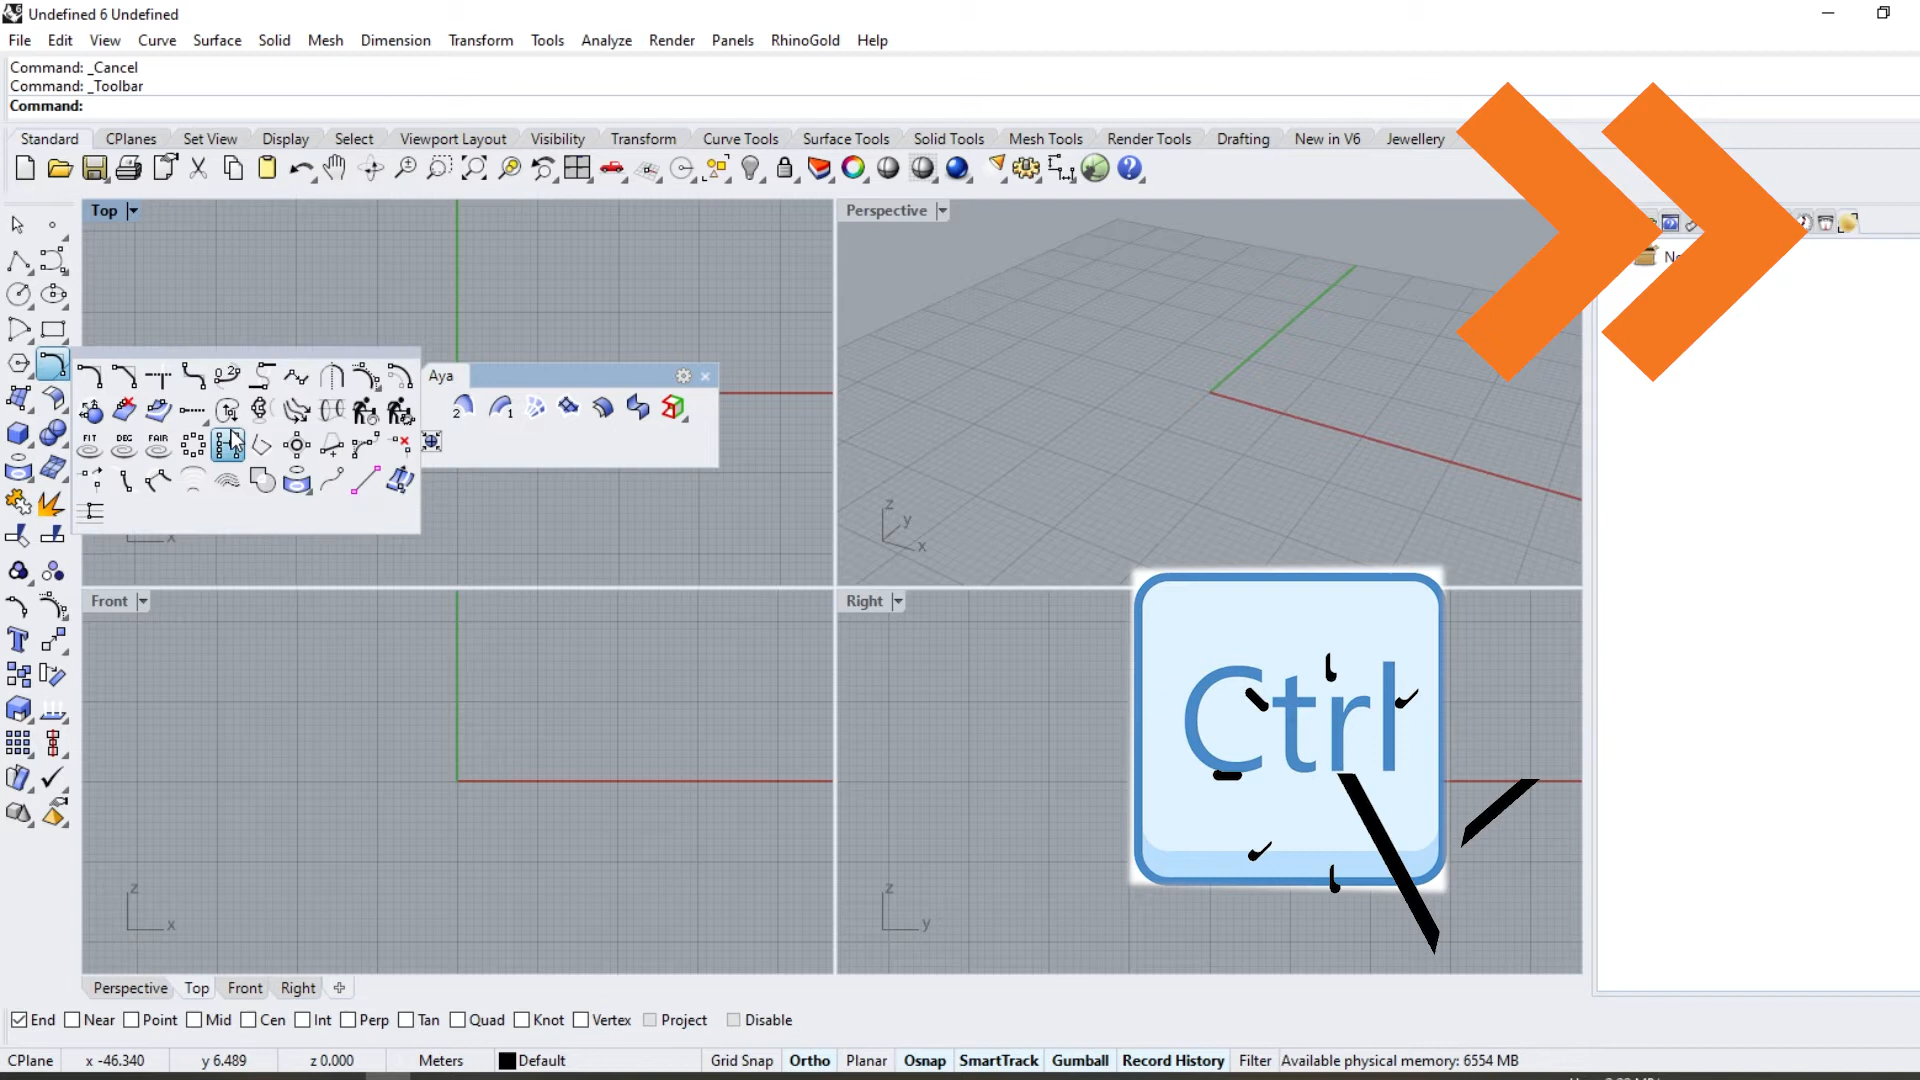 Undefined 6 Undefined
File Edit View Curve Surface Solid Mesh Dimension Transform Tools Analyze Render Panels RhinoGold Help
Command: _Cancel
Command: _Toolbar
Command:
Standard CPlanes Set View Display Select Viewport Layout Visibility Transform Curve Tools Surface Tools Solid Tools Mesh Tools Render Tools Drafting New in V6 Jewellery
Top
Perspective
Aya
2
1
FIT DEG FAIR
z
y
x
x
Front
Right
Ctrl
z
x
z
y
Perspective Top Front Right
End Near Point Mid Cen Int Perp Tan Quad Knot Vertex Project Disable
CPlane x -46.340 y 6.489 z 0.000 Meters Default Grid Snap Ortho Planar Osnap SmartTrack Gumball Record History Filter Available physical memory: 6554 MB